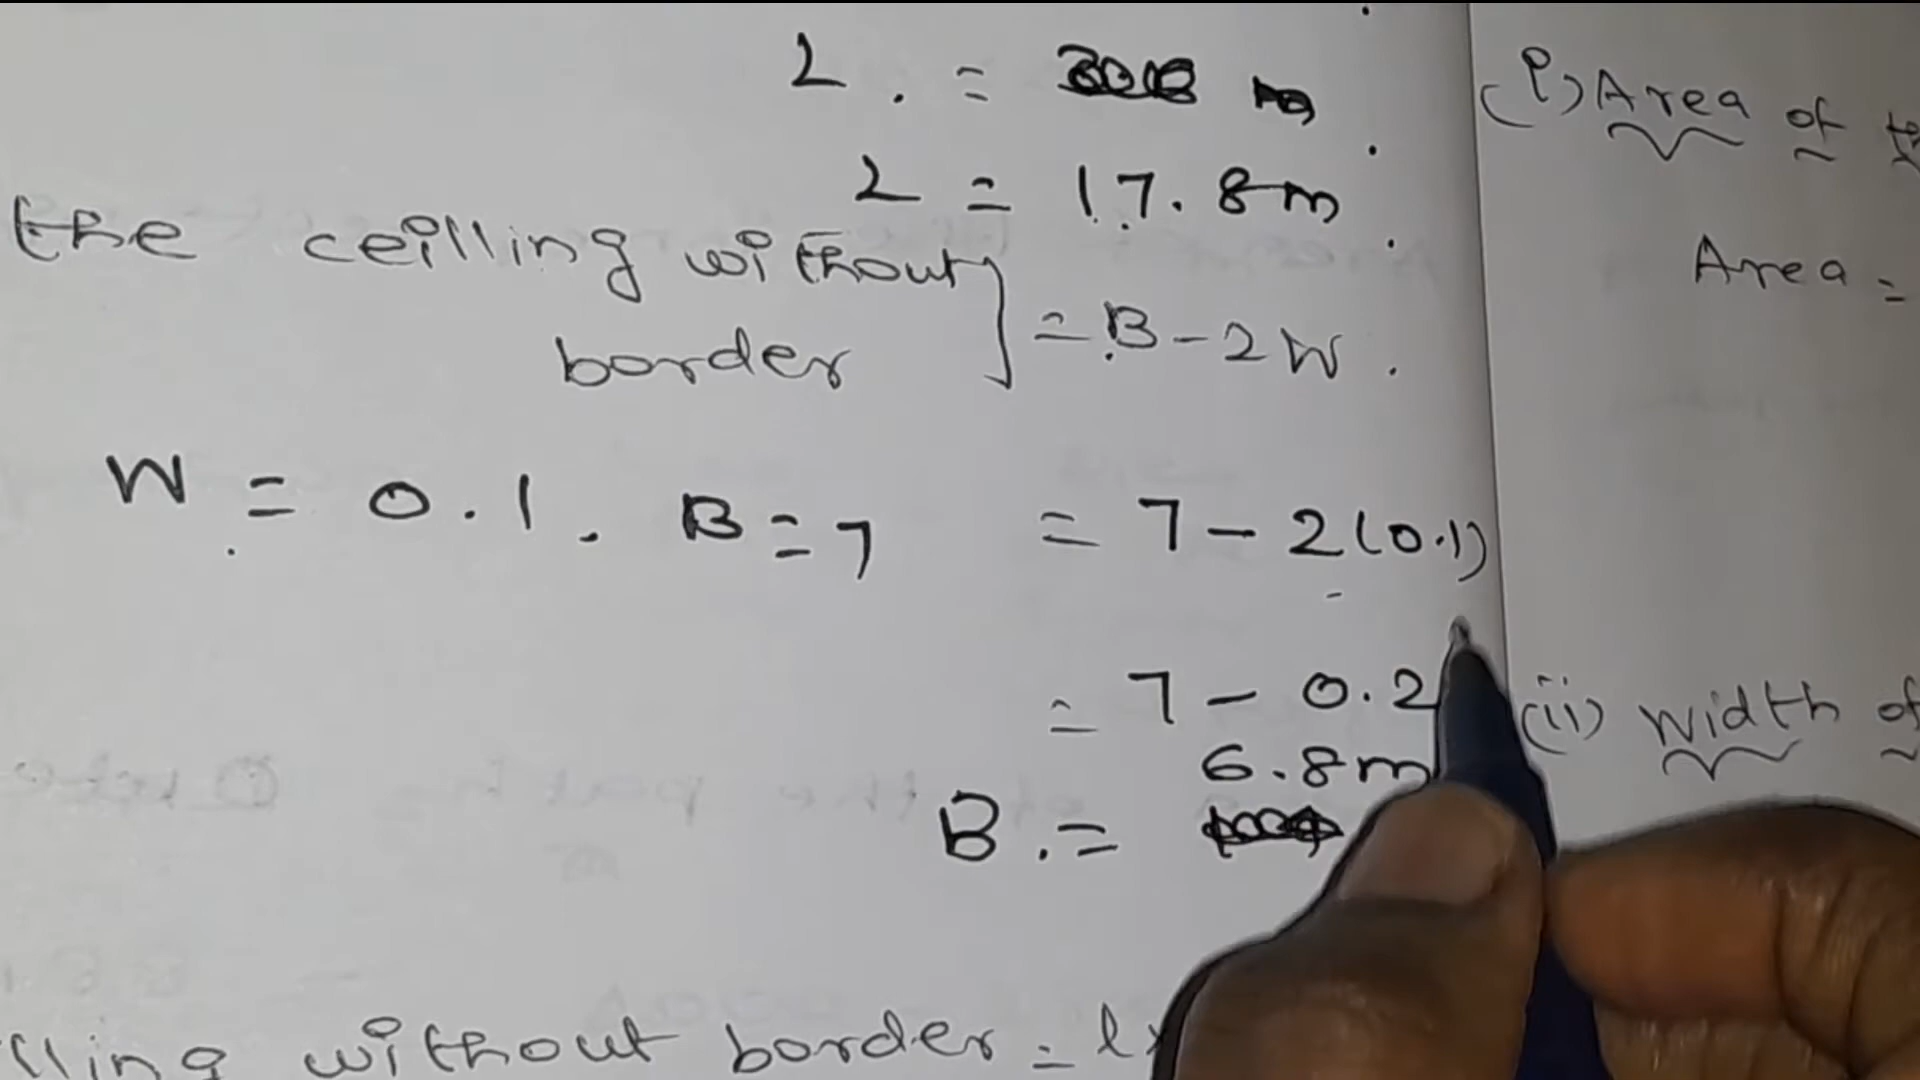 L . =
L = 17.8m
the ceilling without
border } = B - 2W .
W = 0.1 . B = 7 = 7 - 2(0.1)
= 7 - 0.2
6.8m
B . =
lling without border = l×
(i) Area of
Area =
(ii) Width of